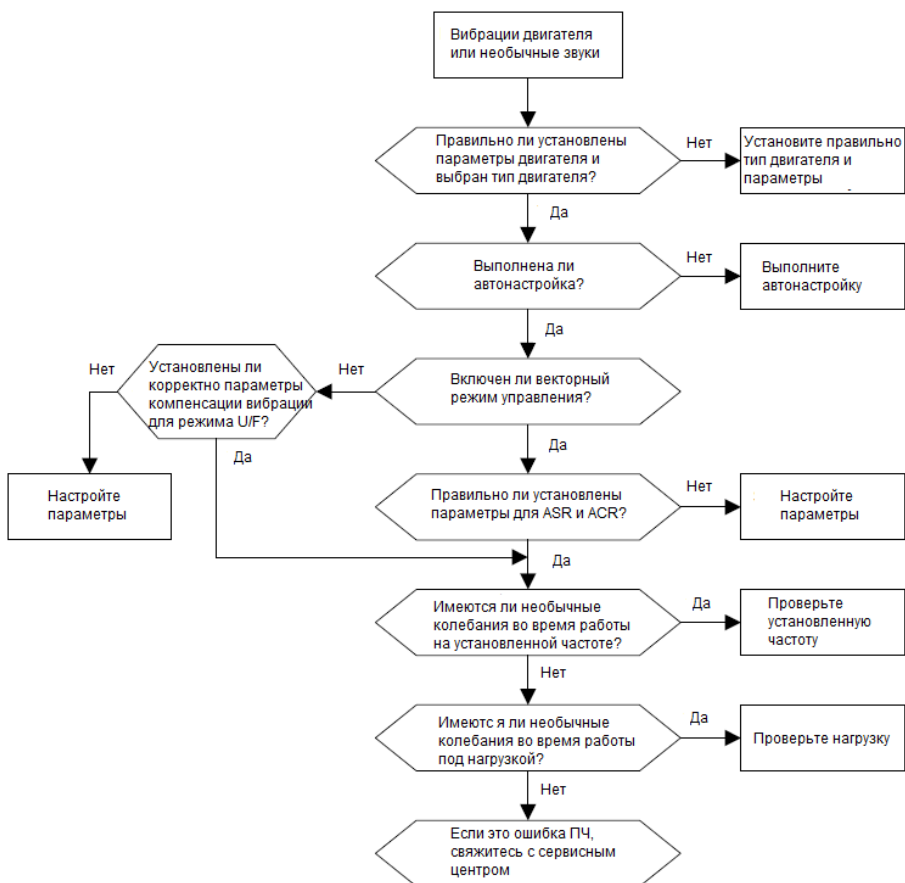 Вибрации двигателя
или необычные звуки
Правильно ли установлены
параметры двигателя и
выбран тип двигателя?
Нет
Установите правильно
тип двигателя и
параметры
Да
Выполнена ли
автонастройка?
Нет
Выполните
автонастройку
Да
Включен ли векторный
режим управления?
Нет
Установлены ли
корректно параметры
компенсации вибрации
для режима U/F?
Нет
Настройте
параметры
Да
Да
Правильно ли установлены
параметры для ASR и ACR?
Нет
Настройте
параметры
Да
Имеются ли необычные
колебания во время работы
на установленной частоте?
Да
Проверьте
установленную
частоту
Нет
Имеютс я ли необычные
колебания во время работы
под нагрузкой?
Да
Проверьте нагрузку
Нет
Если это ошибка ПЧ,
свяжитесь с сервисным
центром